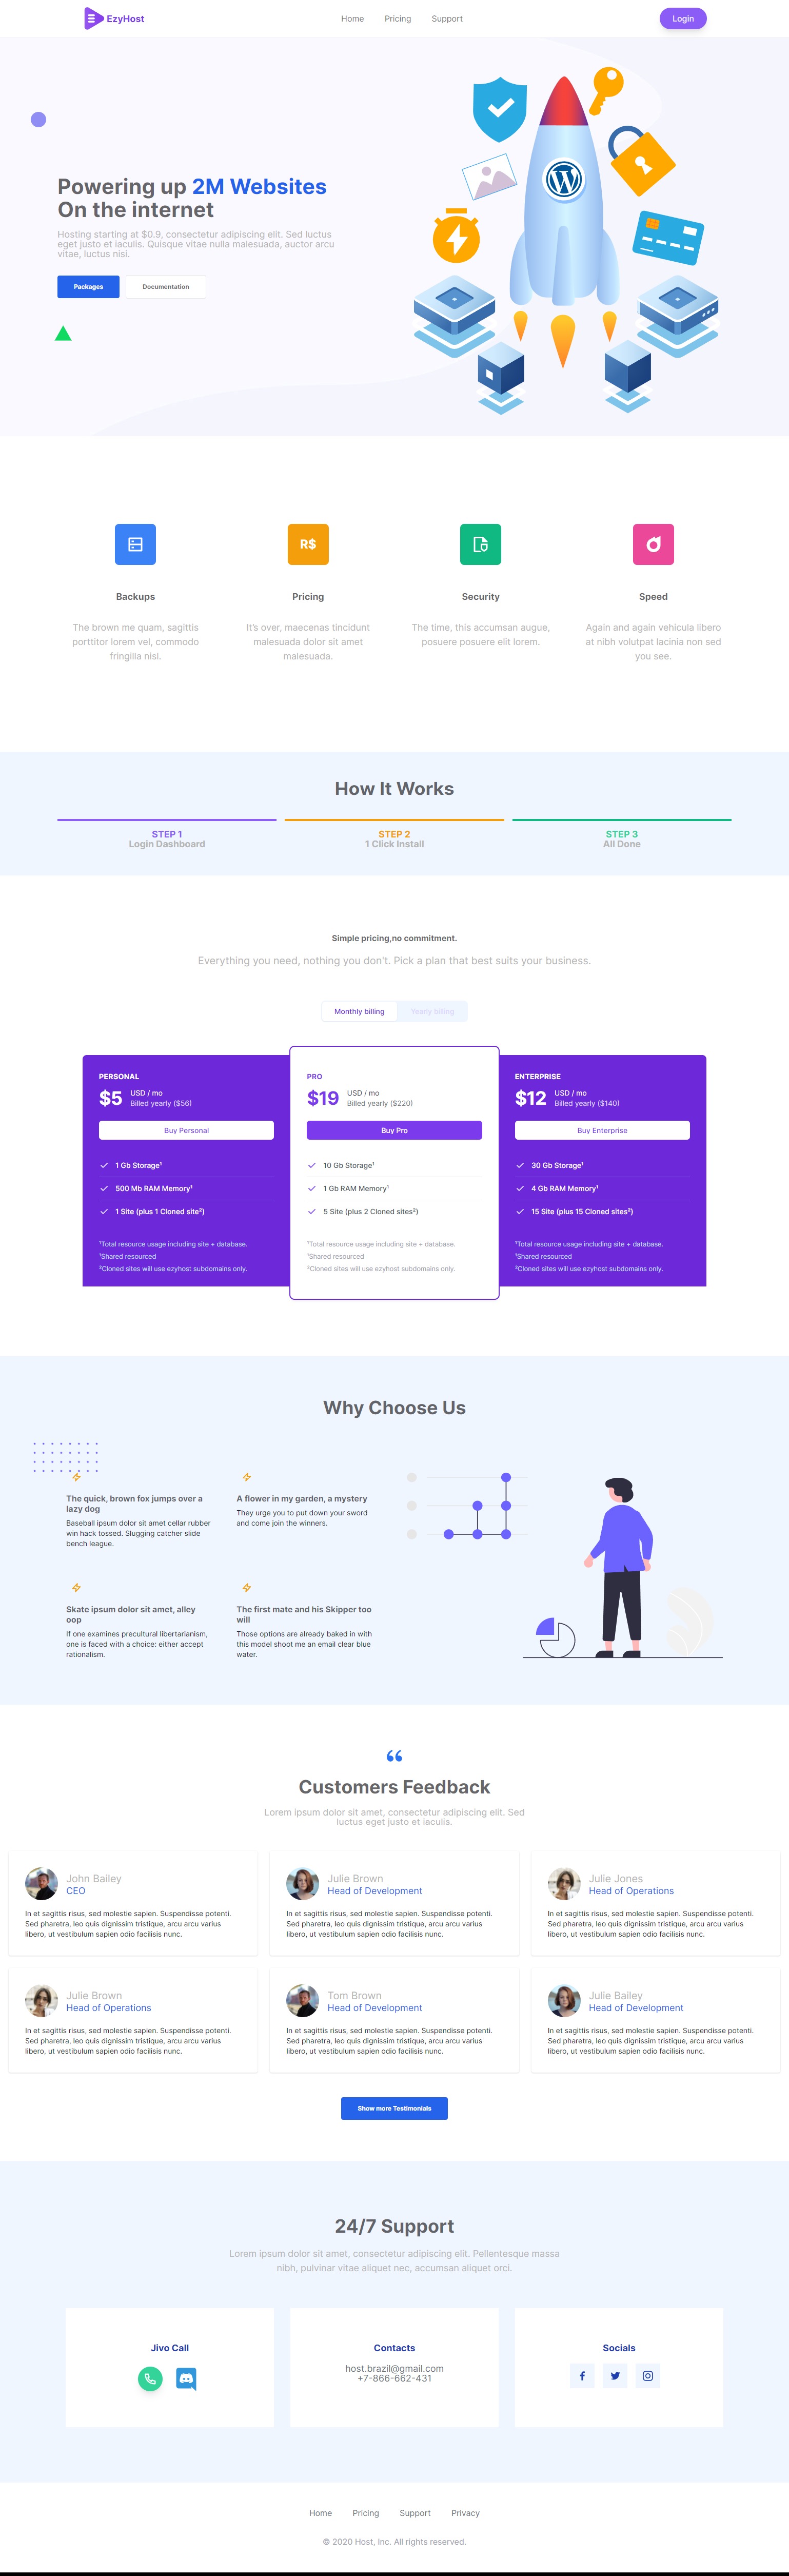 EzyHost
Home
Pricing
Support
Login
Powering up 2M Websites
On the internet
Hosting starting at $0.9, consectetur adipiscing elit. Sed luctus
eget justo et iaculis. Quisque vitae nulla malesuada, auctor arcu
vitae, luctus nisi.
Packages
Documentation
W
R$
Backups
The brown me quam, sagittis
porttitor lorem vel, commodo
fringilla nisl.
Pricing
It's over, maecenas tincidunt
malesuada dolor sit amet
malesuada.
Security
The time, this accumsan augue,
posuere posuere elit lorem.
Speed
Again and again vehicula libero
at nibh volutpat lacinia non sed
you see.
How It Works
STEP 1
Login Dashboard
STEP 2
1 Click Install
STEP 3
All Done
Simple pricing,no commitment.
Everything you need, nothing you don't. Pick a plan that best suits your business.
Monthly billing
Yearly billing
PERSONAL
$5
USD / mo
Billed yearly ($56)
Buy Personal
1 Gb Storage¹
500 Mb RAM Memory¹
1 Site (plus 1 Cloned site²)
¹Total resource usage including site + database.
¹Shared resourced
²Cloned sites will use ezyhost subdomains only.
PRO
$19
USD / mo
Billed yearly ($220)
Buy Pro
10 Gb Storage¹
1 Gb RAM Memory¹
5 Site (plus 2 Cloned sites²)
¹Total resource usage including site + database.
¹Shared resourced
²Cloned sites will use ezyhost subdomains only.
ENTERPRISE
$12
USD / mo
Billed yearly ($140)
Buy Enterprise
30 Gb Storage¹
4 Gb RAM Memory¹
15 Site (plus 15 Cloned sites²)
¹Total resource usage including site + database.
¹Shared resourced
²Cloned sites will use ezyhost subdomains only.
Why Choose Us
The quick, brown fox jumps over a
lazy dog
Baseball ipsum dolor sit amet cellar rubber
win hack tossed. Slugging catcher slide
bench league.
A flower in my garden, a mystery
They urge you to put down your sword
and come join the winners.
Skate ipsum dolor sit amet, alley
oop
If one examines precultural libertarianism,
one is faced with a choice: either accept
rationalism.
The first mate and his Skipper too
will
Those options are already baked in with
this model shoot me an email clear blue
water.
Customers Feedback
Lorem ipsum dolor sit amet, consectetur adipiscing elit. Sed
luctus eget justo et iaculis.
John Bailey
CEO
In et sagittis risus, sed molestie sapien. Suspendisse potenti.
Sed pharetra, leo quis dignissim tristique, arcu arcu varius
libero, ut vestibulum sapien odio facilisis nunc.
Julie Brown
Head of Development
In et sagittis risus, sed molestie sapien. Suspendisse potenti.
Sed pharetra, leo quis dignissim tristique, arcu arcu varius
libero, ut vestibulum sapien odio facilisis nunc.
Julie Jones
Head of Operations
In et sagittis risus, sed molestie sapien. Suspendisse potenti.
Sed pharetra, leo quis dignissim tristique, arcu arcu varius
libero, ut vestibulum sapien odio facilisis nunc.
Julie Brown
Head of Operations
In et sagittis risus, sed molestie sapien. Suspendisse potenti.
Sed pharetra, leo quis dignissim tristique, arcu arcu varius
libero, ut vestibulum sapien odio facilisis nunc.
Tom Brown
Head of Development
In et sagittis risus, sed molestie sapien. Suspendisse potenti.
Sed pharetra, leo quis dignissim tristique, arcu arcu varius
libero, ut vestibulum sapien odio facilisis nunc.
Julie Bailey
Head of Development
In et sagittis risus, sed molestie sapien. Suspendisse potenti.
Sed pharetra, leo quis dignissim tristique, arcu arcu varius
libero, ut vestibulum sapien odio facilisis nunc.
Show more Testimonials
24/7 Support
Lorem ipsum dolor sit amet, consectetur adipiscing elit. Pellentesque massa
nibh, pulvinar vitae aliquet nec, accumsan aliquet orci.
Jivo Call
Contacts
host.brazil@gmail.com
+7-866-662-431
Socials
Home
Pricing
Support
Privacy
© 2020 Host, Inc. All rights reserved.